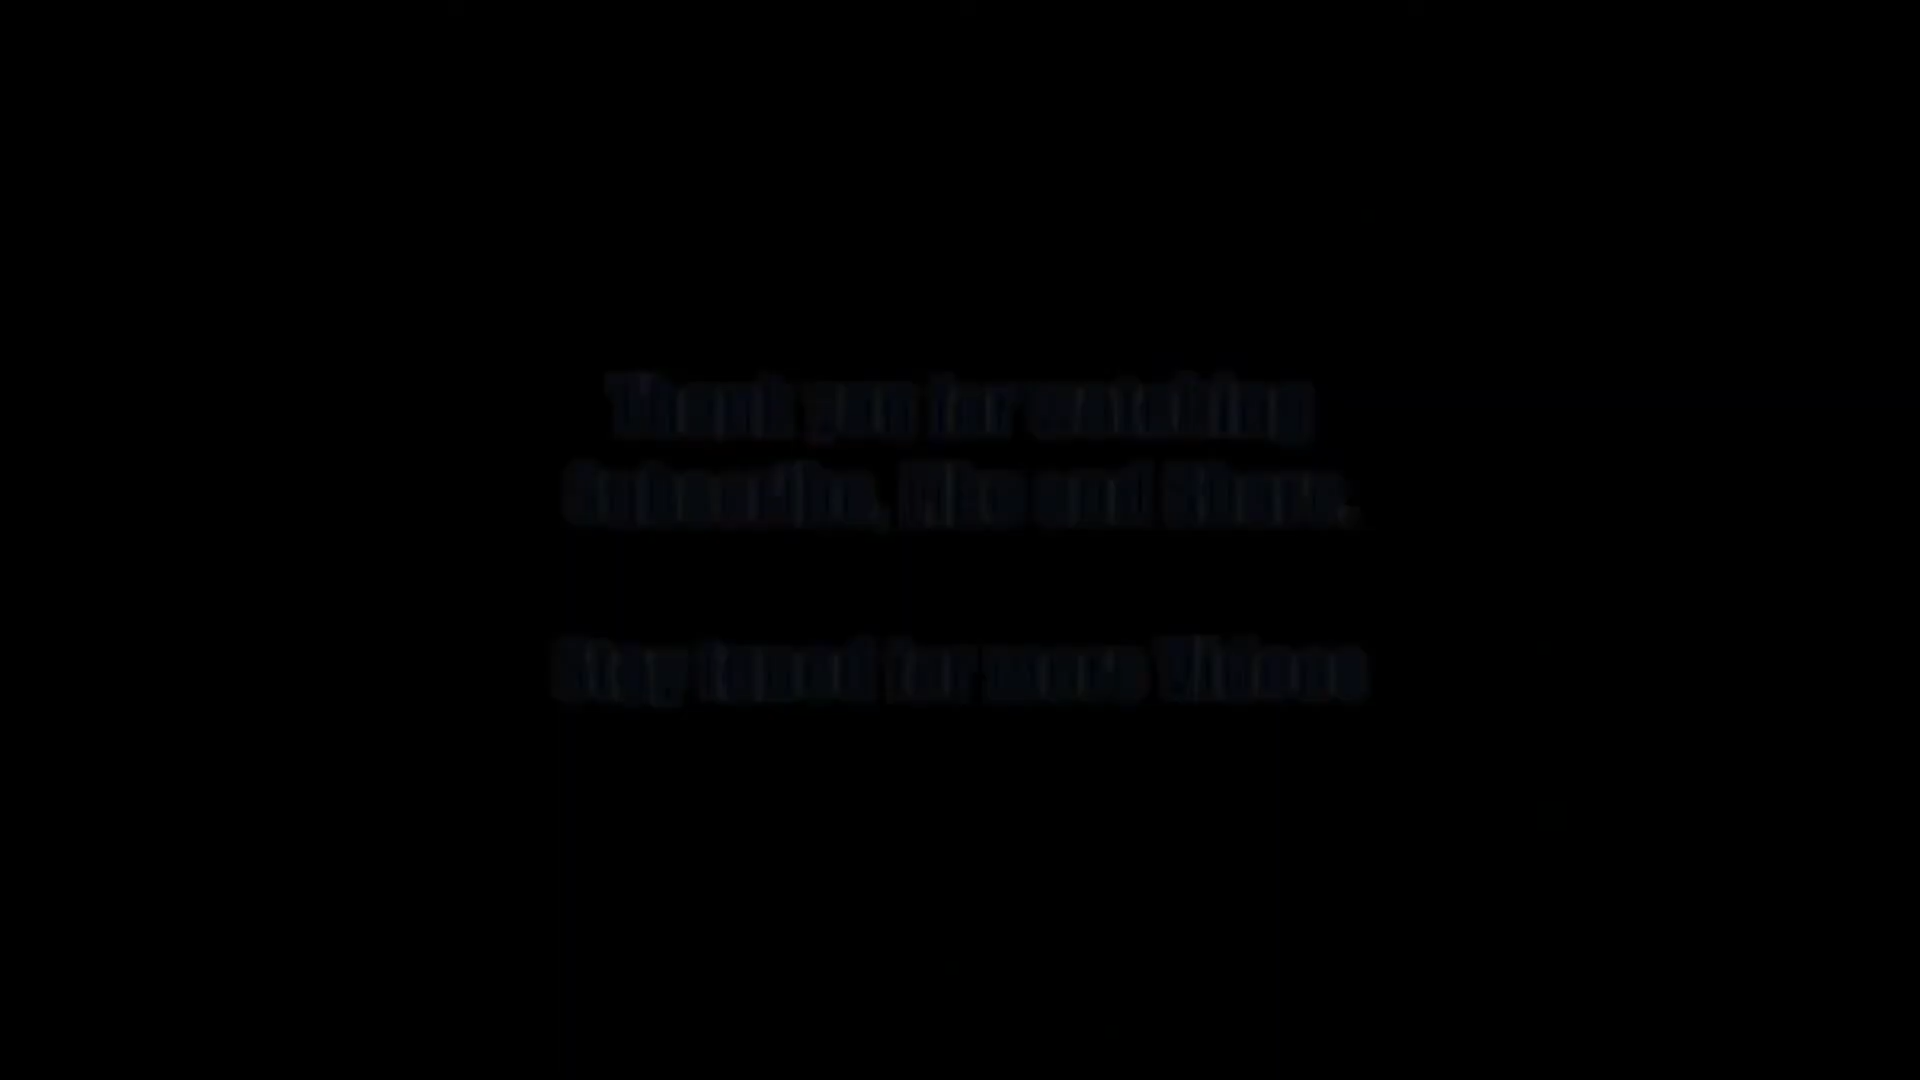 Thank you for watching
Subscribe, Like and Share.
Stay tuned for more Videos